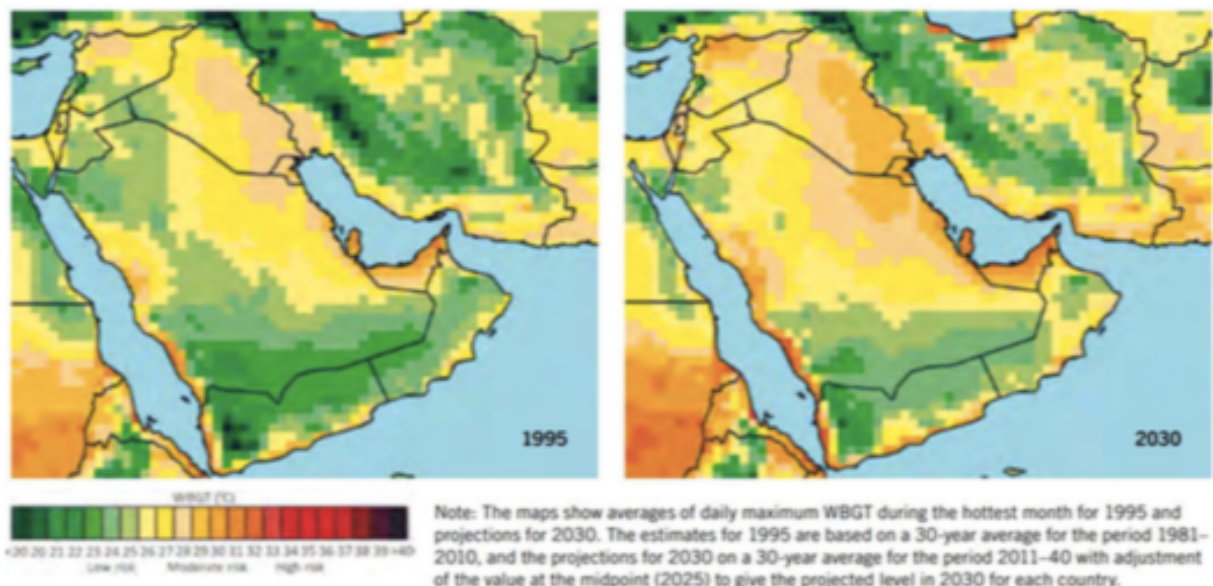 1995
2030
WBGT (°C)
<20 20 21 22 23 24 25 26 27 28 29 30 31 32 33 34 35 36 37 38 39 >40
Low risk Moderate risk High risk
Note: The maps show averages of daily maximum WBGT during the hottest month for 1995 and
projections for 2030. The estimates for 1995 are based on a 30-year average for the period 1981–
2010, and the projections for 2030 on a 30-year average for the period 2011–40 with adjustment
of the value at the midpoint (2025) to give the projected level in 2030 for each country.